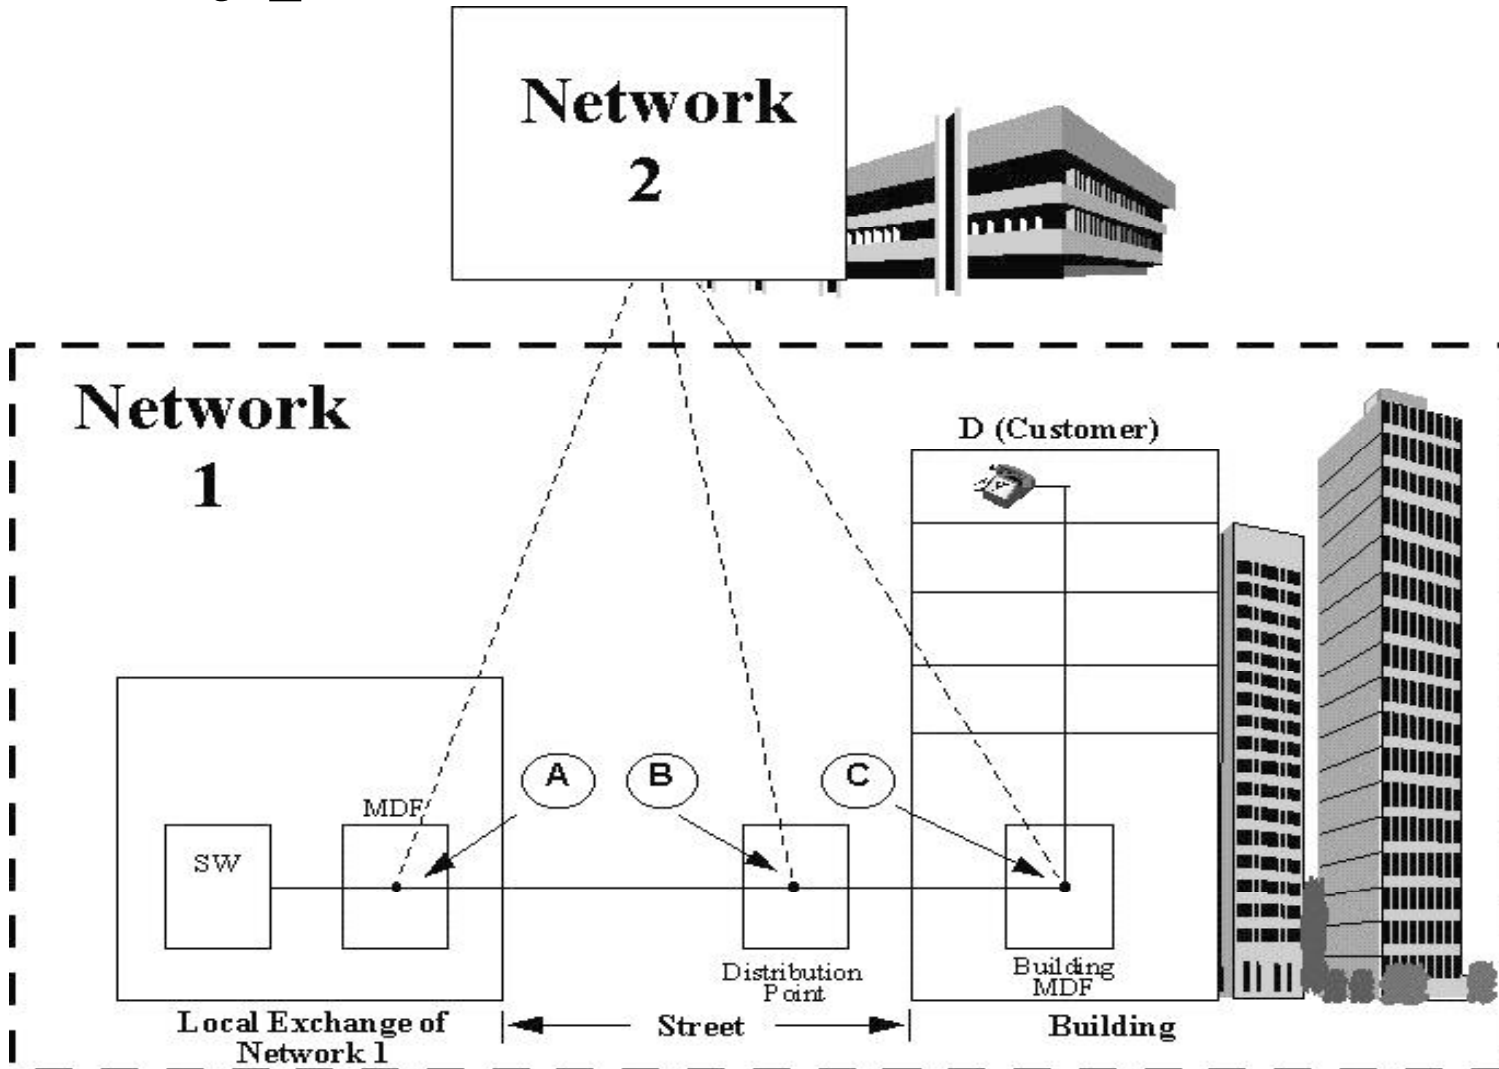 Network
2
Network
1
D (Customer)
A
B
C
MDF
SW
Distribution
Point
Building
MDF
Local Exchange of
Network 1
Street
Building